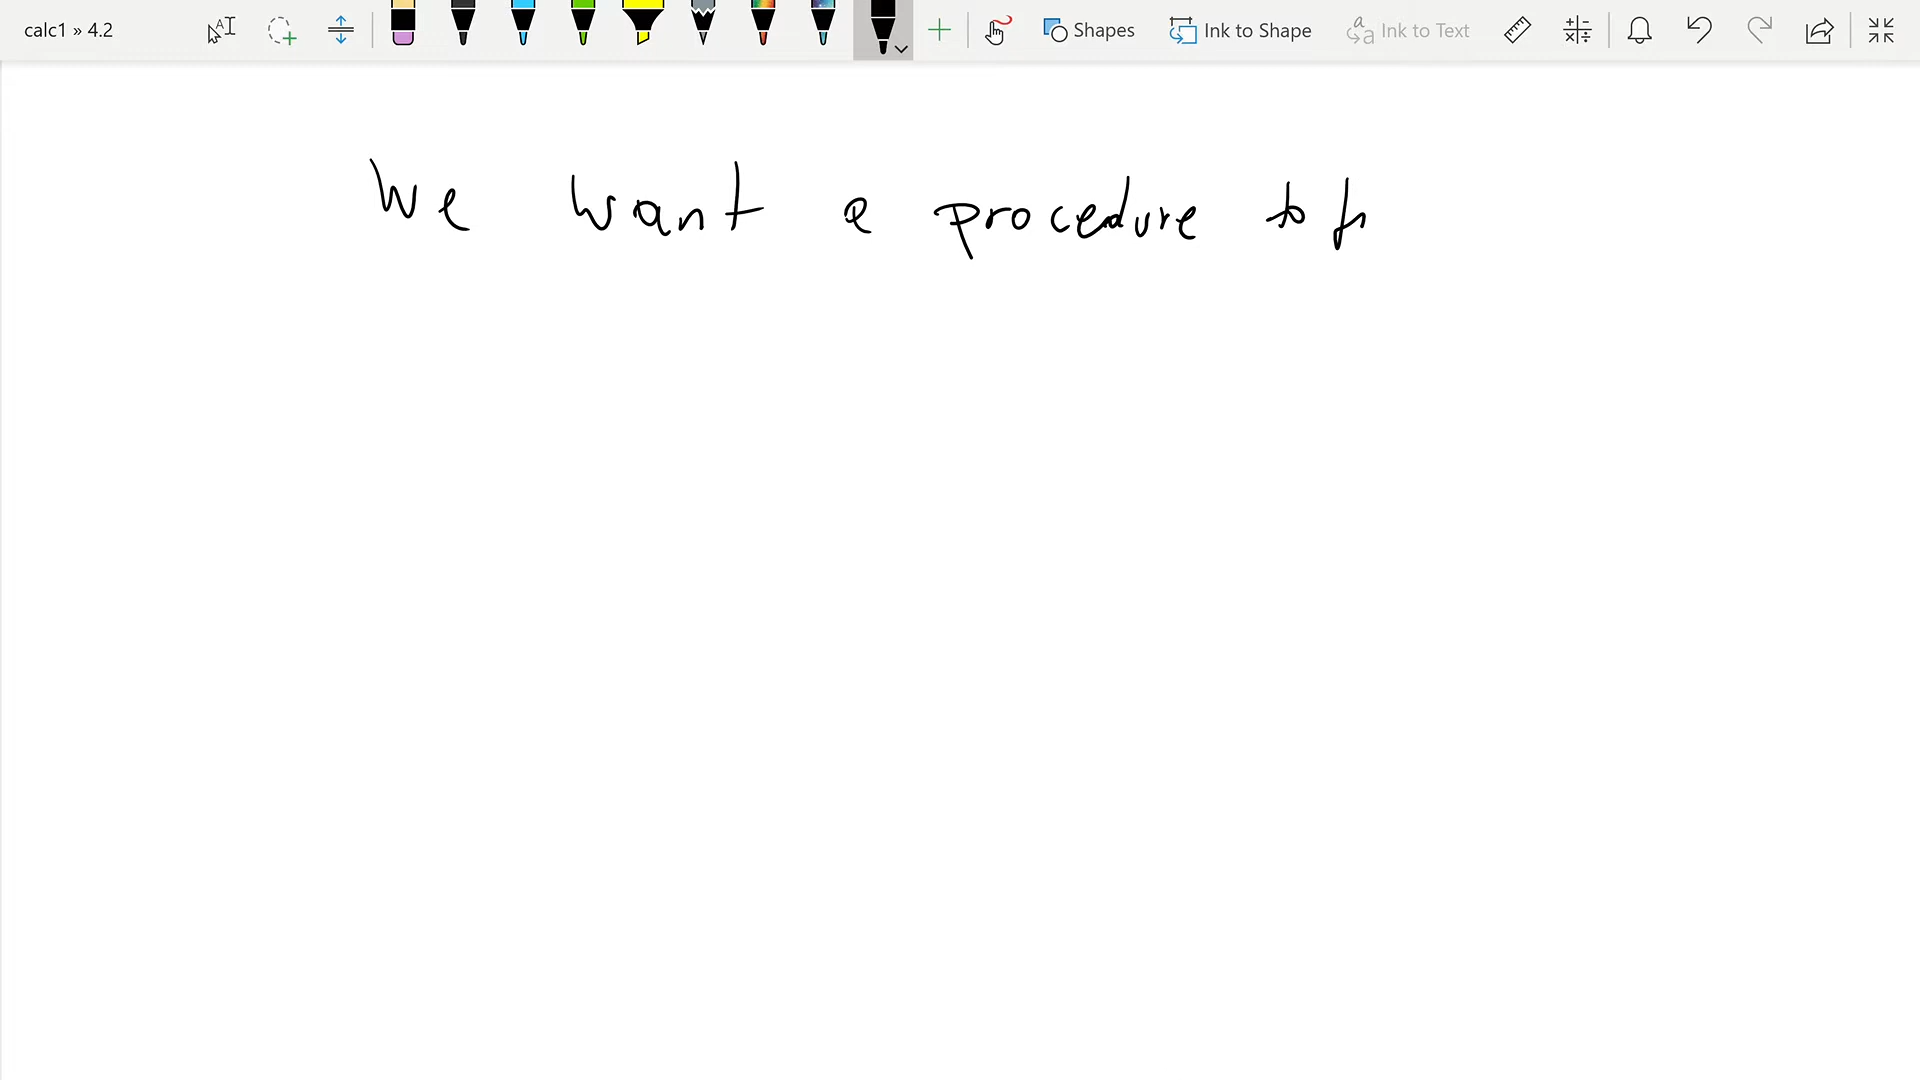 calc1 » 4.2 Shapes Ink to Shape Ink to Text
We want a procedure to